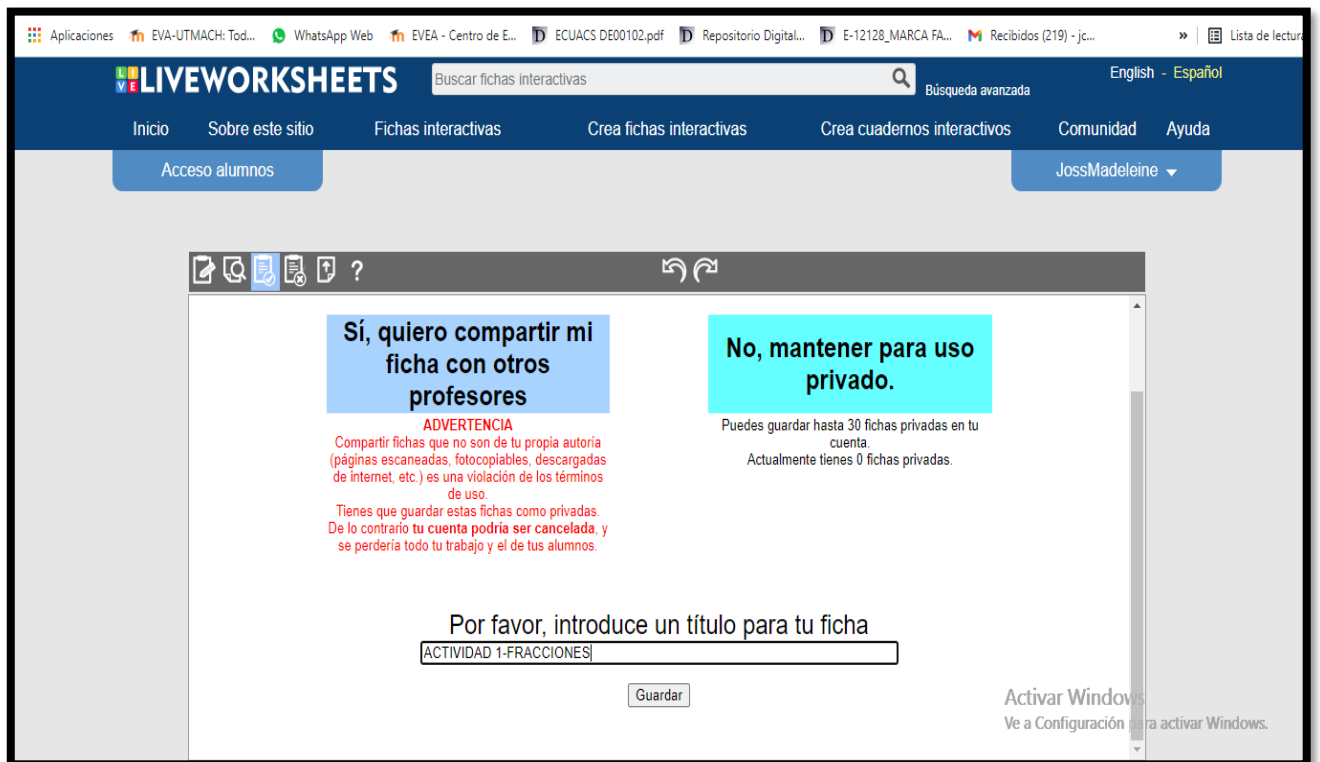 Aplicaciones EVA-UTMACH: Tod... WhatsApp Web EVEA - Centro de E... ECUACS DE00102.pdf Repositorio Digital... E-12128_MARCA FA... Recibidos (219) - jc... » Lista de lectura
LIVE LIVEWORKSHEETS Buscar fichas interactivas Búsqueda avanzada English - Español
Inicio Sobre este sitio Fichas interactivas Crea fichas interactivas Crea cuadernos interactivos Comunidad Ayuda
Acceso alumnos JossMadeleine
?
Sí, quiero compartir mi
ficha con otros
profesores
ADVERTENCIA
Compartir fichas que no son de tu propia autoría
(páginas escaneadas, fotocopiables, descargadas
de internet, etc.) es una violación de los términos
de uso.
Tienes que guardar estas fichas como privadas.
De lo contrario tu cuenta podría ser cancelada, y
se perdería todo tu trabajo y el de tus alumnos.
No, mantener para uso
privado.
Puedes guardar hasta 30 fichas privadas en tu
cuenta.
Actualmente tienes 0 fichas privadas.
Por favor, introduce un título para tu ficha
ACTIVIDAD 1-FRACCIONES
Guardar
Activar Windows
Ve a Configuración para activar Windows.